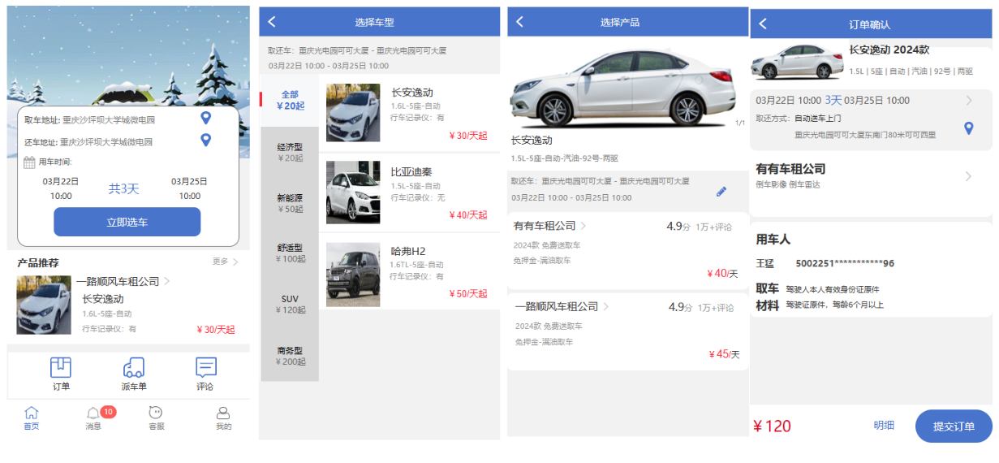 取车地址: 重庆沙坪坝大学城微电园
还车地址: 重庆沙坪坝大学城微电园
用车时间:
03月22日
10:00
共3天
03月25日
10:00
立即选车
产品推荐
更多
一路顺风车租公司
长安逸动
1.6L-5座-自动
行车记录仪：有
￥30/天起
订单
派车单
评论
10
首页
消息
客服
我的
选择车型
取还车：重庆光电园可可大厦 - 重庆光电园可可大厦
03月22日 10:00 - 03月25日 10:00
全部
￥20起
经济型
￥20起
新能源
￥50起
舒适型
￥100起
SUV
￥120起
商务型
￥200起
长安逸动
1.6L-5座-自动
行车记录仪：有
￥30/天起
比亚迪秦
1.5L-5座-自动
行车记录仪：无
￥40/天起
哈弗H2
1.6TL-5座-自动
行车记录仪：有
￥50/天起
选择产品
1/1
长安逸动
1.5L-5座-自动-汽油-92号-两驱
取还车：重庆光电园可可大厦 - 重庆光电园可可大厦
03月22日 10:00 - 03月25日 10:00
有有车租公司
4.9分 1万+评论
2024款 免费送取车
免押金-满油取车
￥40/天
一路顺风车租公司
4.9分 1万+评论
2024款 免费送取车
免押金-满油取车
￥45/天
订单确认
长安逸动 2024款
1.5L | 5座 | 自动 | 汽油 | 92号 | 两驱
03月22日 10:00 3天 03月25日 10:00
取还方式：自动送车上门
重庆光电园可可大厦东南门80米可可西里
有有车租公司
倒车影像 倒车雷达
用车人
王猛 5002251***********96
取车材料
驾驶人本人有效身份证原件
驾驶证原件，驾龄6个月以上
￥120
明细
提交订单